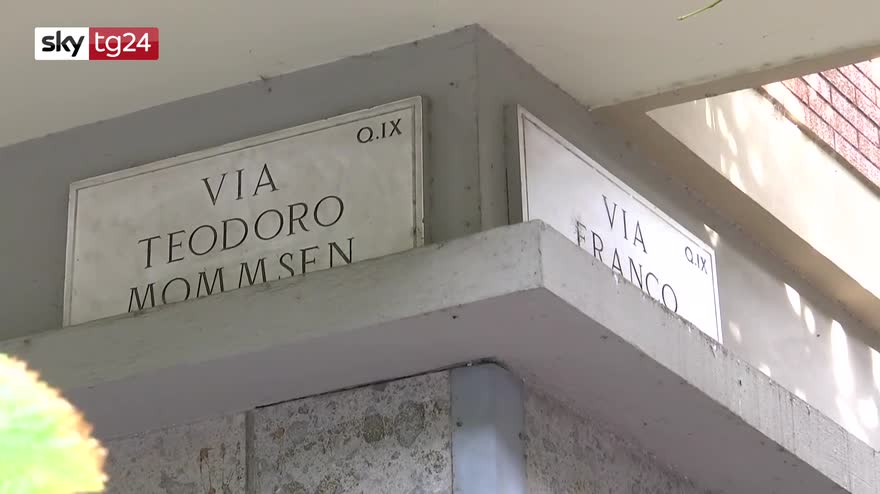 sky tg24
Q.IX
VIA
TEODORO
MOMMSEN
VIA
Q.IX
FRANCO